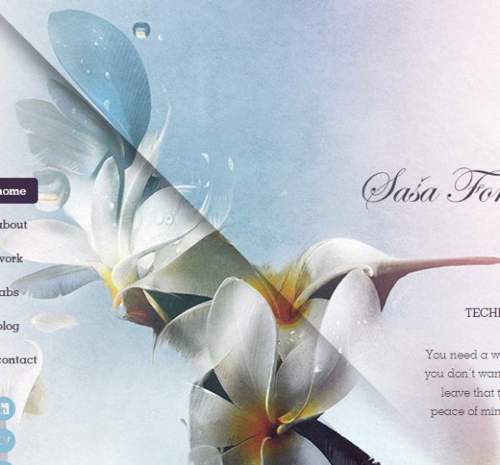 home
about
work
labs
blog
contact
Saša For
TECH
You need a w
you don't wan
leave that t
peace of min